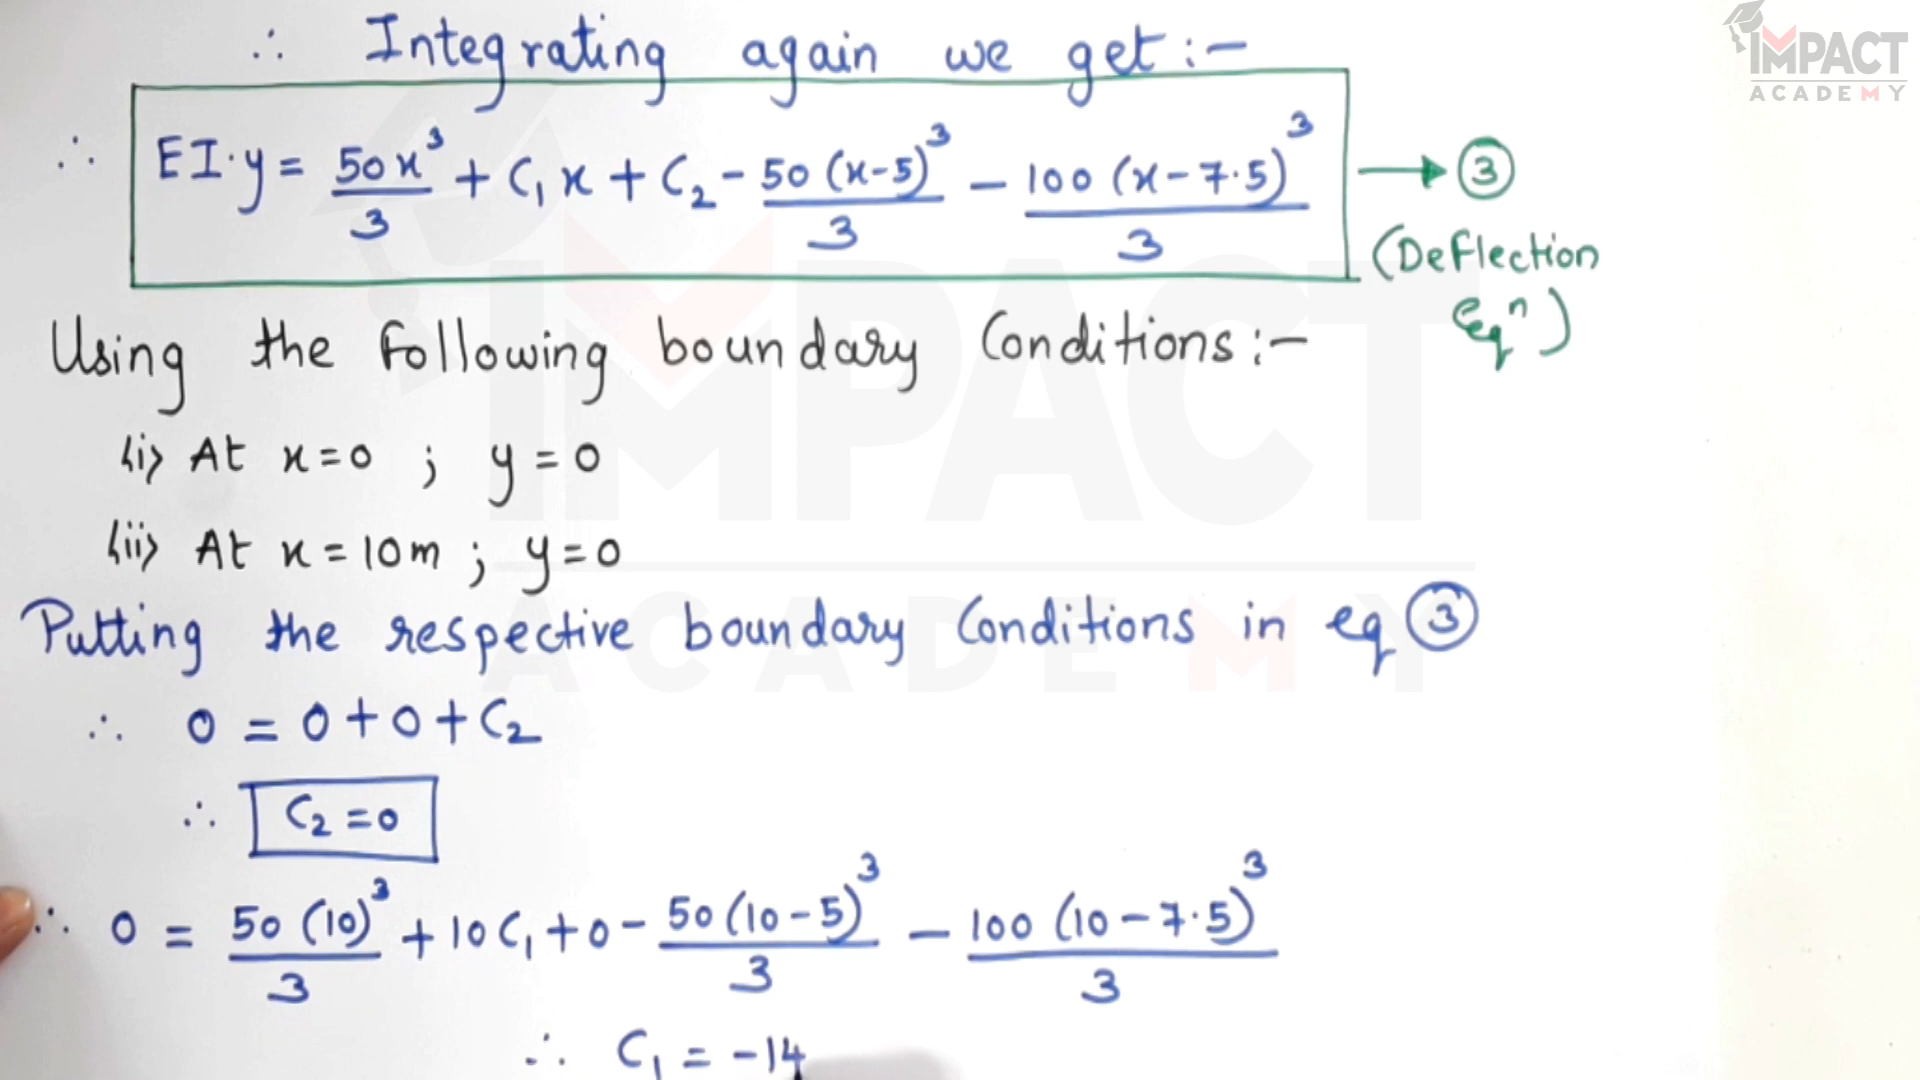 ∴ Integrating again we get:-
∴ EI·y = 50x³/3 + C₁x + C₂ - 50(x-5)³/3 - 100(x-7·5)³/3 → ③
(Deflection
eqⁿ)
Using the following boundary Conditions:-
(i) At x=0 ; y=0
(ii) At x=10m ; y=0
Putting the respective boundary Conditions in eq ③
∴ 0 = 0+0+C₂
∴ C₂=0
∴ 0 = 50(10)³/3 + 10C₁+0- 50(10-5)³/3 - 100(10-7·5)³/3
∴ C₁ = -14
IMPACT
ACADEMY
IMPACT
ACADEMY